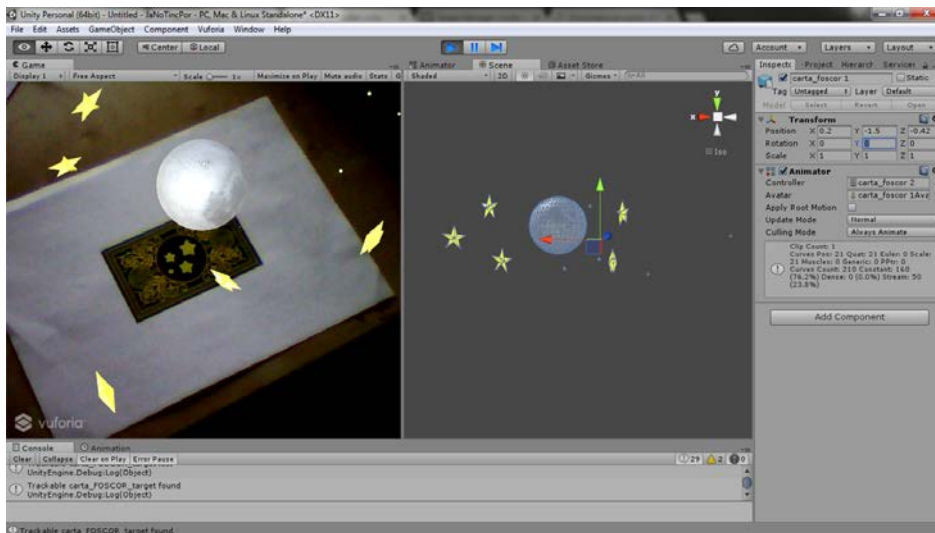 Unity Personal (64bit) - Untitled - JaNoTincPor - PC, Mac & Linux Standalone* <DX11>
File Edit Assets GameObject Component Vuforia Window Help
Center Local Account Layers Layout
Game Animator Scene Asset Store Inspect Project Hierarch Services
Display 1 Free Aspect Scale 1x Maximize on Play Mute audio Stats G Shaded 2D Gizmos All
carta_foscor 1 Static
Tag Untagged Layer Default
Model Select Revert Open
Transform
Position X 0.2 Y -1.5 Z -0.42
Rotation X 0 Y 0 Z 0
Scale X 1 Y 1 Z 1
Animator
Controller carta_foscor 2
Avatar carta_foscor 1Ava
Apply Root Motion
Update Mode Normal
Culling Mode Always Animate
Clip Count: 1
Curves Pos: 21 Quat: 21 Euler: 0 Scale:
21 Muscles: 0 Generic: 0 PPtr: 0
Curves Count: 210 Constant: 160
(76.2%) Dense: 0 (0.0%) Stream: 50
(23.8%)
Add Component
y
x
Iso
vuforia
Console Animation
Clear Collapse Clear on Play Error Pause 29 2 0
UnityEngine.Debug:Log(Object)
Trackable carta_FOSCOR_target found
UnityEngine.Debug:Log(Object)
Trackable carta_FOSCOR_target found